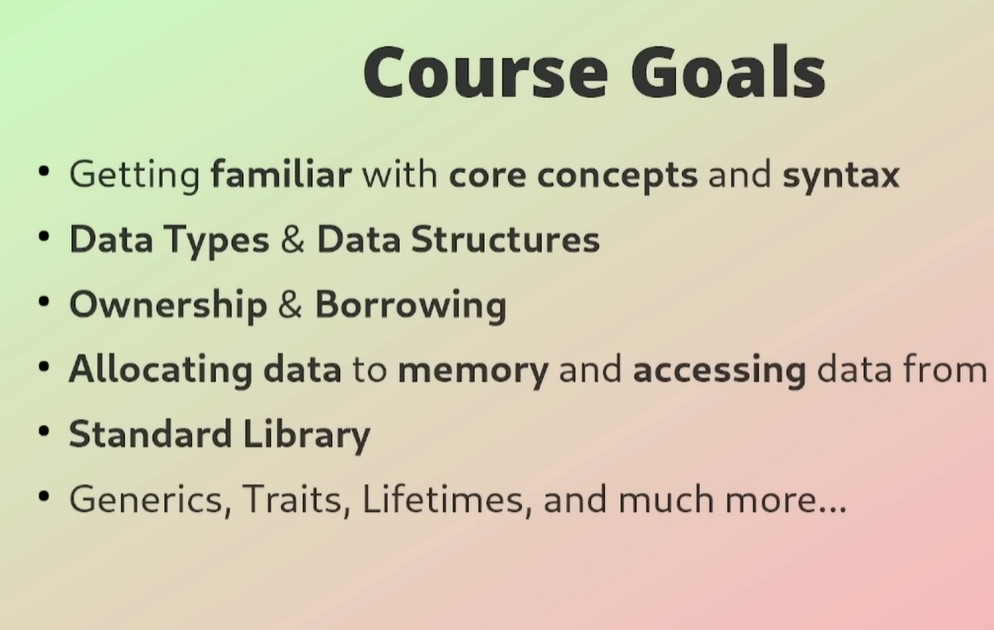 Course Goals
• Getting familiar with core concepts and syntax
• Data Types & Data Structures
• Ownership & Borrowing
• Allocating data to memory and accessing data from
• Standard Library
• Generics, Traits, Lifetimes, and much more...